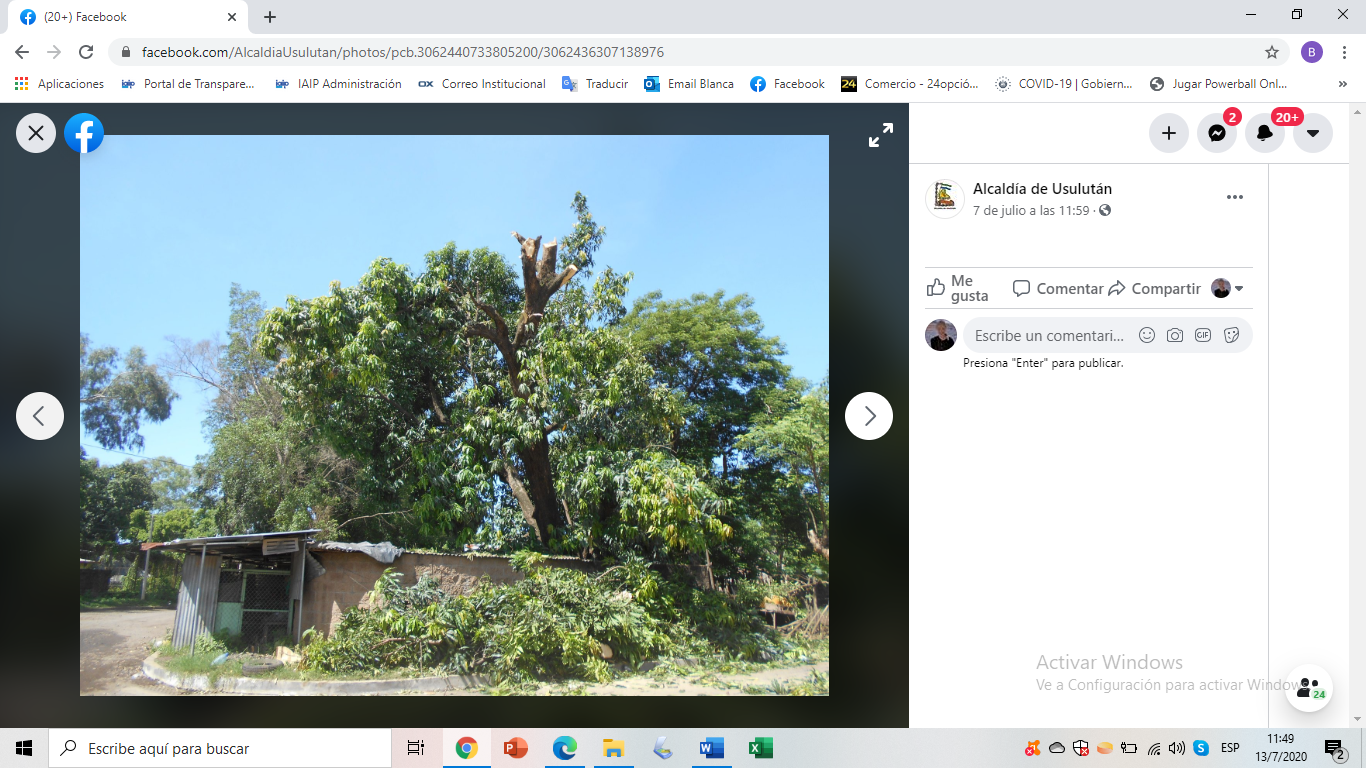 (20+) Facebook
facebook.com/AlcaldiaUsulutan/photos/pcb.3062440733805200/3062436307138976
B
Aplicaciones
Portal de Transpare...
IAIP Administración
Correo Institucional
Traducir
Email Blanca
Facebook
24
Comercio - 24opció...
COVID-19 | Gobiern...
Jugar Powerball Onl...
»
2
20+
Alcaldía de Usulután
7 de julio a las 11:59 ·
Me gusta
Comentar
Compartir
Escribe un comentari...
GIF
Presiona "Enter" para publicar.
Activar Windows
Ve a Configuración para activar Windows
24
Escribe aquí para buscar
ESP
11:49
13/7/2020
2